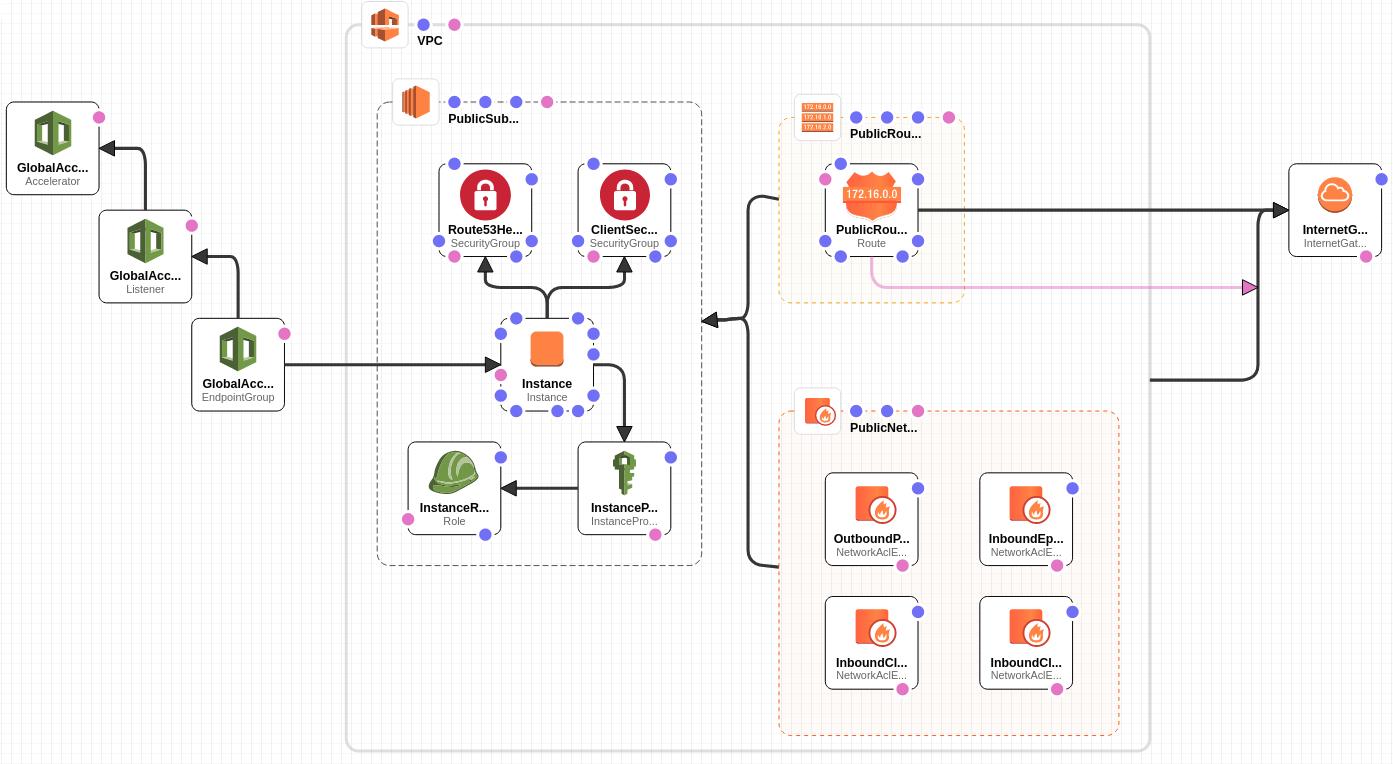 VPC
PublicSub...
Route53He...
SecurityGroup
ClientSec...
SecurityGroup
GlobalAcc...
Accelerator
GlobalAcc...
Listener
GlobalAcc...
EndpointGroup
Instance
Instance
InstanceR...
Role
InstanceP...
InstancePro...
172.16.0.0
172.16.1.0
172.16.2.0
PublicRou...
172.16.0.0
PublicRou...
Route
InternetG...
InternetGat...
PublicNet...
OutboundP...
NetworkAclE...
InboundEp...
NetworkAclE...
InboundCl...
NetworkAclE...
InboundCl...
NetworkAclE...